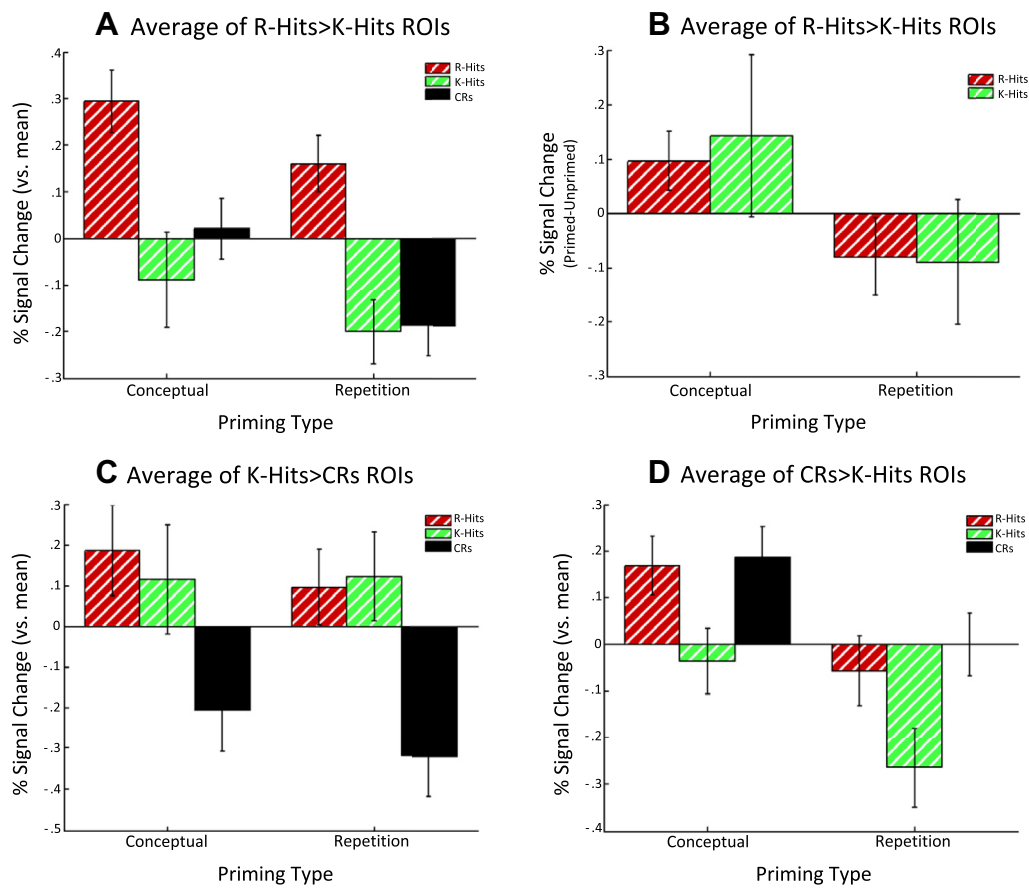 A Average of R-Hits>K-Hits ROIs
% Signal Change (vs. mean)
.4
.3
.2
.1
0
-.1
-.2
-.3
R-Hits
K-Hits
CRs
Conceptual Repetition
Priming Type
B Average of R-Hits>K-Hits ROIs
% Signal Change
(Primed-Unprimed)
.3
.2
.1
0
-.1
-.2
-.3
R-Hits
K-Hits
Conceptual Repetition
Priming Type
C Average of K-Hits>CRs ROIs
% Signal Change (vs. mean)
.3
.2
.1
0
-.1
-.2
-.3
-.4
-.5
R-Hits
K-Hits
CRs
Conceptual Repetition
Priming Type
D Average of CRs>K-Hits ROIs
% Signal Change (vs. mean)
.3
.2
.1
0
-.1
-.2
-.3
-.4
R-Hits
K-Hits
CRs
Conceptual Repetition
Priming Type